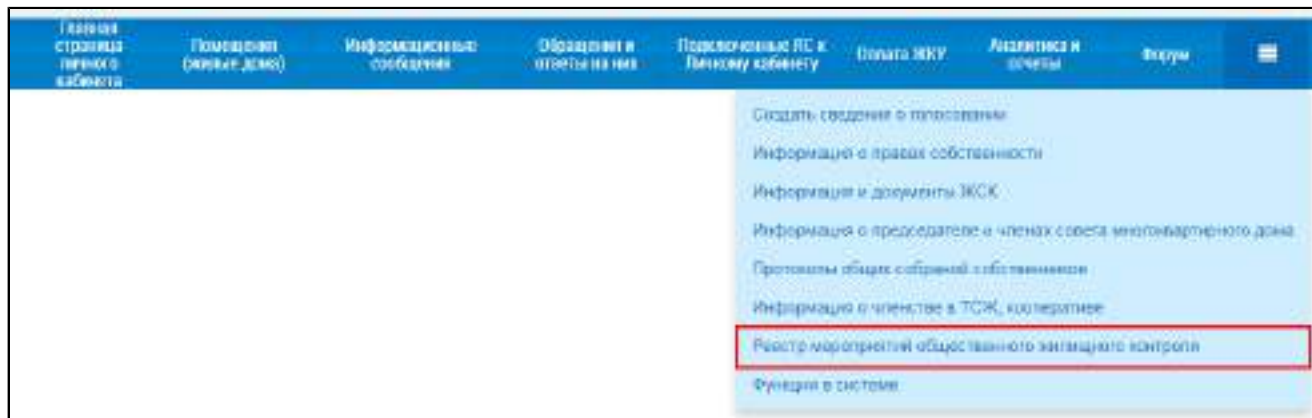 Главная
страница
личного
кабинета
Помещения
(жилые дома)
Информационные
сообщения
Обращения и
ответы на них
Подключенные ЛС к
Личному кабинету
Оплата ЖКУ
Аналитика и
отчеты
Форум
Создать сведения о голосовании
Информация о правах собственности
Информация и документы ЖСК
Информация о председателе и членах совета многоквартирного дома
Протоколы общих собраний собственников
Информация о членстве в ТСЖ, кооперативе
Реестр мероприятий общественного жилищного контроля
Функции в системе